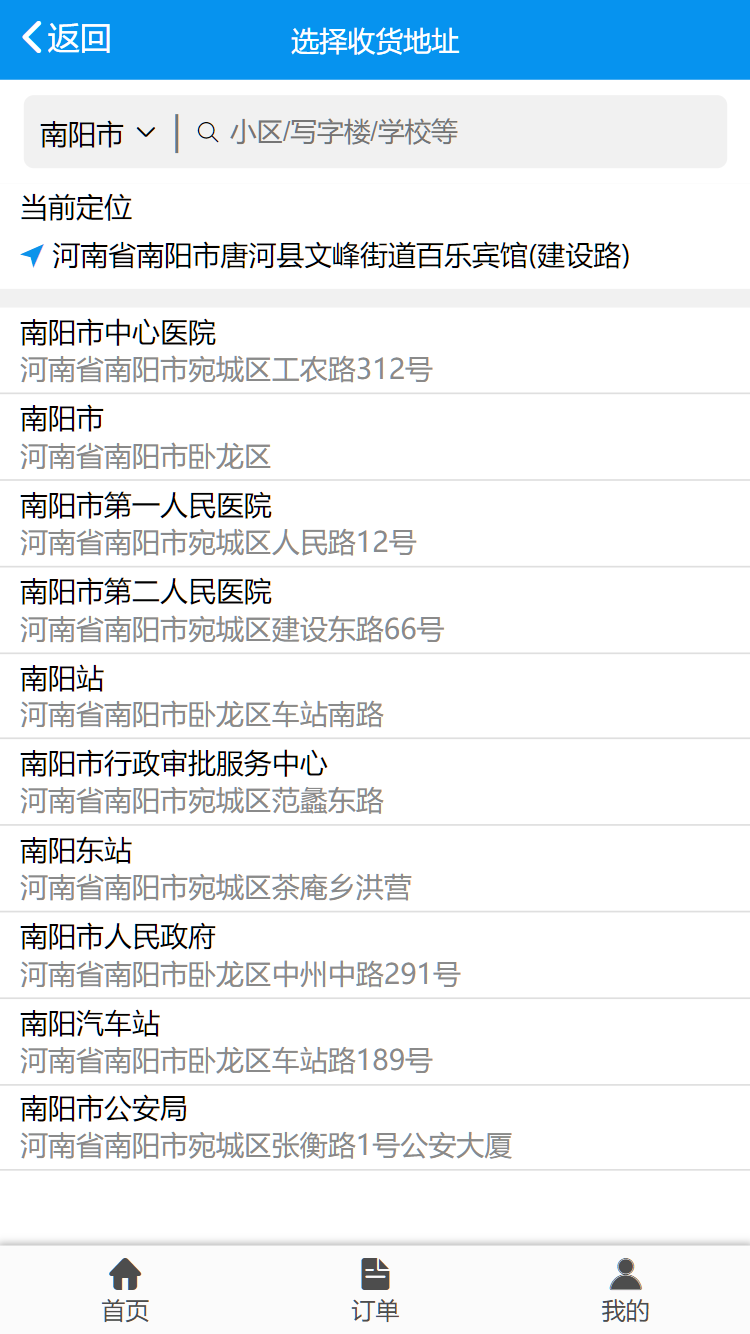 返回
选择收货地址
南阳市
小区/写字楼/学校等
当前定位
河南省南阳市唐河县文峰街道百乐宾馆(建设路)
南阳市中心医院
河南省南阳市宛城区工农路312号
南阳市
河南省南阳市卧龙区
南阳市第一人民医院
河南省南阳市宛城区人民路12号
南阳市第二人民医院
河南省南阳市宛城区建设东路66号
南阳站
河南省南阳市卧龙区车站南路
南阳市行政审批服务中心
河南省南阳市宛城区范蠡东路
南阳东站
河南省南阳市宛城区茶庵乡洪营
南阳市人民政府
河南省南阳市卧龙区中州中路291号
南阳汽车站
河南省南阳市卧龙区车站路189号
南阳市公安局
河南省南阳市宛城区张衡路1号公安大厦
首页
订单
我的